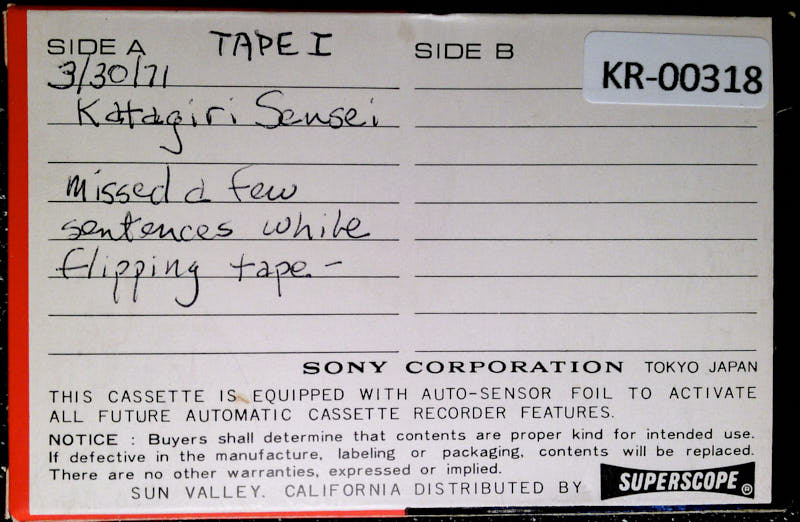 SIDE A TAPE I
SIDE B
KR-00318
3/30/71
Katagiri Sensei
missed a few
sentences while
flipping tape. -
SONY CORPORATION TOKYO JAPAN
THIS CASSETTE IS EQUIPPED WITH AUTO-SENSOR FOIL TO ACTIVATE
ALL FUTURE AUTOMATIC CASSETTE RECORDER FEATURES.
NOTICE : Buyers shall determine that contents are proper kind for intended use.
If defective in the manufacture, labeling or packaging, contents will be replaced.
There are no other warranties, expressed or implied.
SUN VALLEY. CALIFORNIA DISTRIBUTED BY SUPERSCOPE®